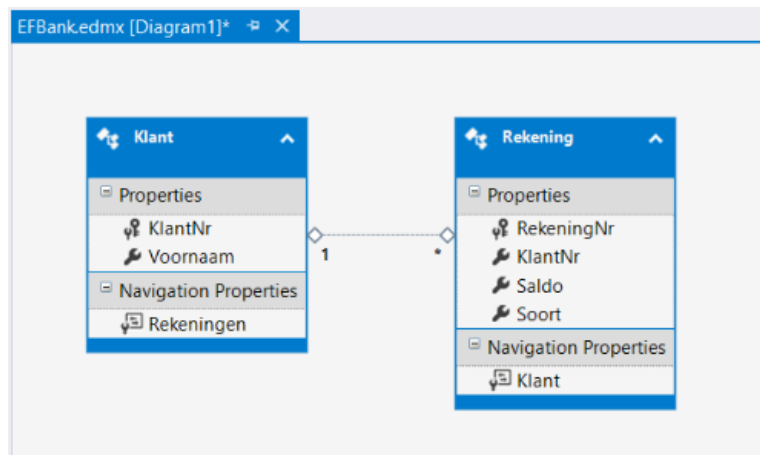 EFBank.edmx [Diagram1]*
Klant
Properties
KlantNr
Voornaam
Navigation Properties
Rekeningen
1
*
Rekening
Properties
RekeningNr
KlantNr
Saldo
Soort
Navigation Properties
Klant